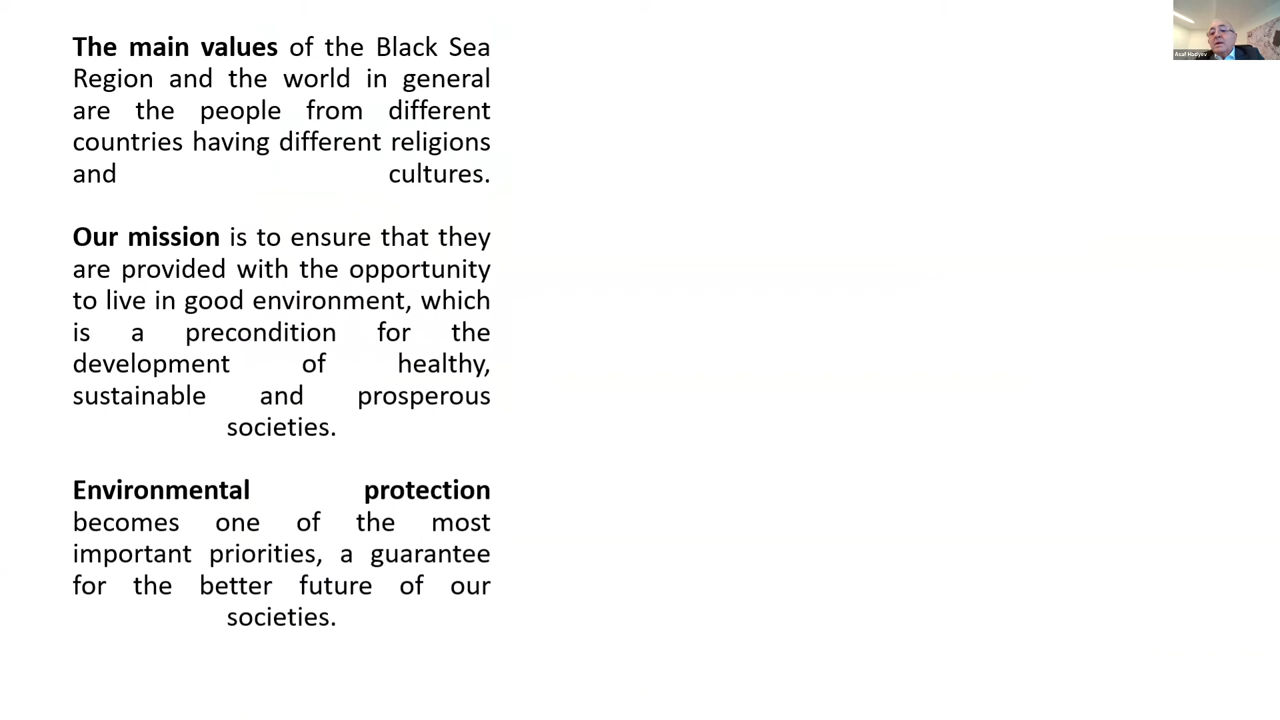 The main values of the Black Sea
Region and the world in general
are the people from different
countries having different religions
and cultures.
Our mission is to ensure that they
are provided with the opportunity
to live in good environment, which
is a precondition for the
development of healthy,
sustainable and prosperous
societies.
Environmental protection
becomes one of the most
important priorities, a guarantee
for the better future of our
societies.
Asaf Hajiyev